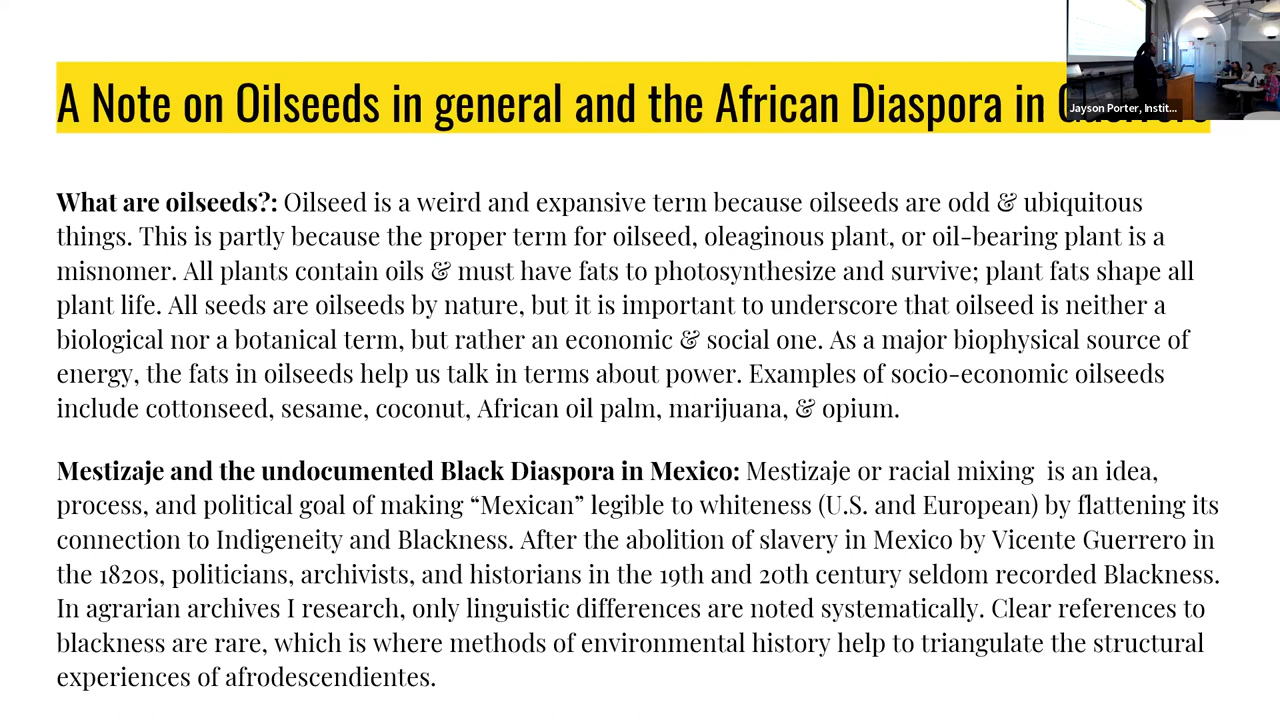 A Note on Oilseeds in general and the African Diaspora in Guerrero
Jayson Porter, Instit...
What are oilseeds?: Oilseed is a weird and expansive term because oilseeds are odd & ubiquitous
things. This is partly because the proper term for oilseed, oleaginous plant, or oil-bearing plant is a
misnomer. All plants contain oils & must have fats to photosynthesize and survive; plant fats shape all
plant life. All seeds are oilseeds by nature, but it is important to underscore that oilseed is neither a
biological nor a botanical term, but rather an economic & social one. As a major biophysical source of
energy, the fats in oilseeds help us talk in terms about power. Examples of socio-economic oilseeds
include cottonseed, sesame, coconut, African oil palm, marijuana, & opium.
Mestizaje and the undocumented Black Diaspora in Mexico: Mestizaje or racial mixing  is an idea,
process, and political goal of making “Mexican” legible to whiteness (U.S. and European) by flattening its
connection to Indigeneity and Blackness. After the abolition of slavery in Mexico by Vicente Guerrero in
the 1820s, politicians, archivists, and historians in the 19th and 20th century seldom recorded Blackness.
In agrarian archives I research, only linguistic differences are noted systematically. Clear references to
blackness are rare, which is where methods of environmental history help to triangulate the structural
experiences of afrodescendientes.